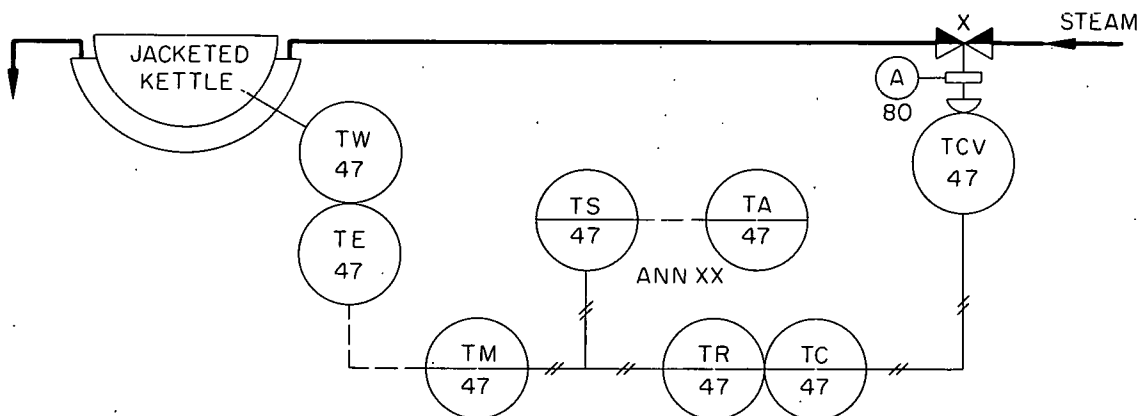 STEAM
X
JACKETED
KETTLE
A
80
TW
47
TCV
47
TS
47
TA
47
TE
47
ANN XX
TM
47
TR
47
TC
47